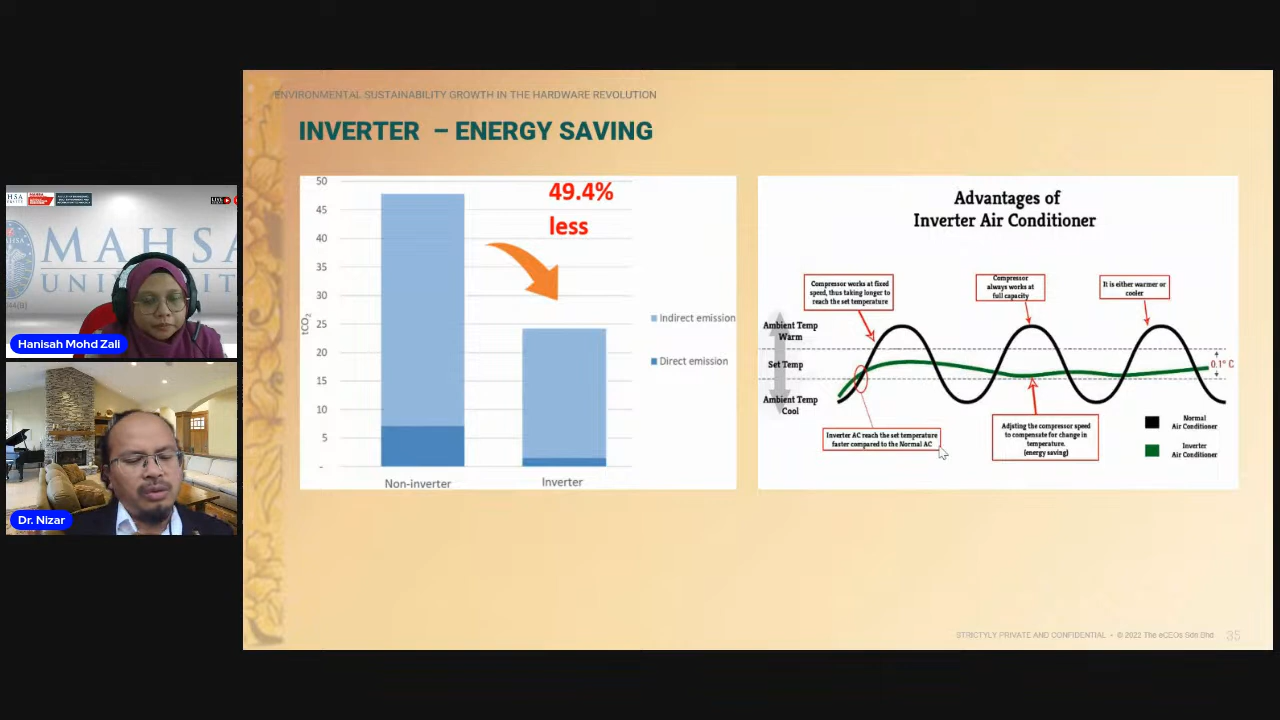 ENVIRONMENTAL SUSTAINABILITY GROWTH IN THE HARDWARE REVOLUTION
INVERTER – ENERGY SAVING
50
45
40
35
30
25
20
15
10
5
-
tCO2
49.4%
less
Indirect emission
Direct emission
Non-inverter
Inverter
Advantages of
Inverter Air Conditioner
Compressor works at fixed
speed, thus taking longer to
reach the set temperature
Compressor
always works at
full capacity
It is either warmer or
cooler
Ambient Temp
Warm
Set Temp
Ambient Temp
Cool
0.1° C
Inverter AC reach the set temperature
faster compared to the Normal AC
Adjusting the compressor speed
to compensate for change in
temperature.
(energy saving)
Normal
Air Conditioner
Inverter
Air Conditioner
STRICTYLY PRIVATE AND CONFIDENTIAL • © 2022 The eCEOs Sdn Bhd
35
MAHSA
UNIVERSITY
Hanisah Mohd Zali
Dr. Nizar